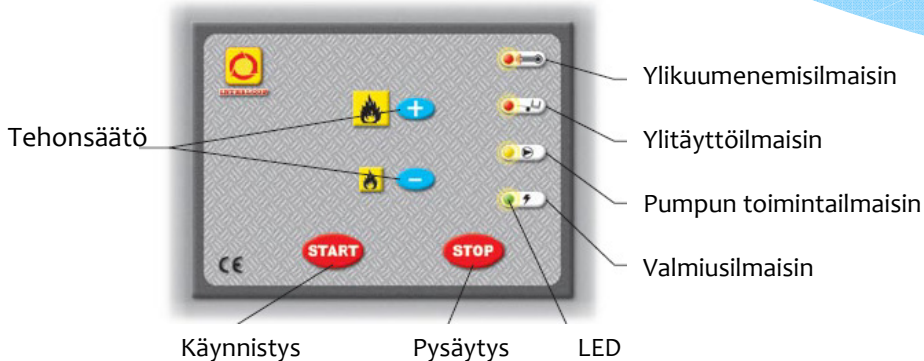 Ylikuumenemisilmaisin
Ylitäyttöilmaisin
Tehonsäätö
Pumpun toimintailmaisin
Valmiusilmaisin
START
STOP
CE
Käynnistys
Pysäytys
LED